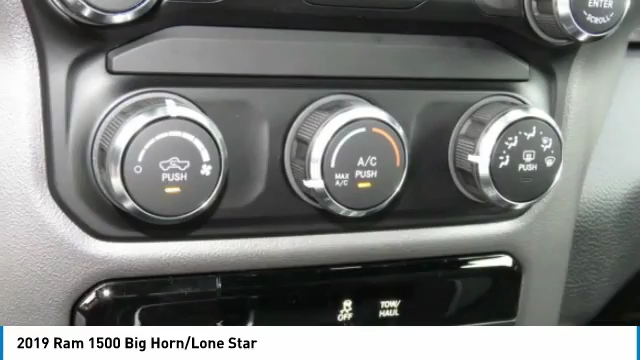 ENTER
SCROLL
PUSH
A/C
MAX
A/C
PUSH
PUSH
OFF
TOW/
HAUL
2019 Ram 1500 Big Horn/Lone Star